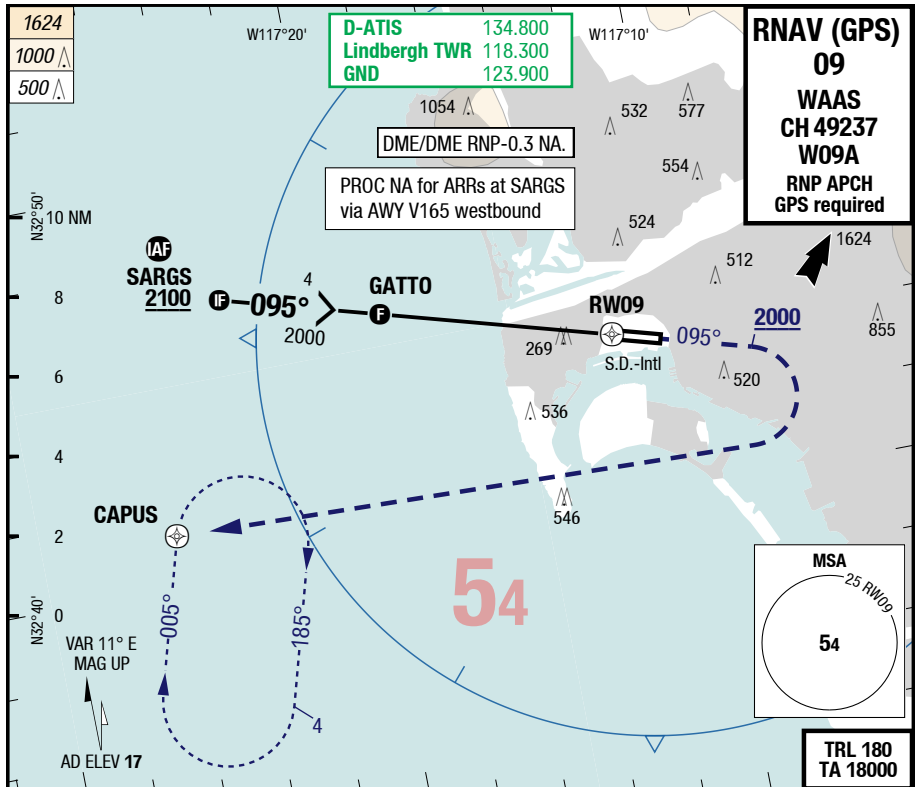 1624
1000
500
W117°20'
D-ATIS 134.800
Lindbergh TWR 118.300
GND 123.900
W117°10'
RNAV (GPS)
09
WAAS
CH 49237
W09A
RNP APCH
GPS required
1054
532
577
DME/DME RNP-0.3 NA.
554
PROC NA for ARRs at SARGS
via AWY V165 westbound
N32°50'
10 NM
524
1624
IAF
SARGS
2100
IF
095°
4
2000
GATTO
F
512
8
RW09
095°
2000
855
269
S.D.-Intl
6
520
536
4
CAPUS
546
2
54
MSA
25 RW09
54
N32°40'
0
005°
185°
VAR 11° E
MAG UP
4
AD ELEV 17
TRL 180
TA 18000